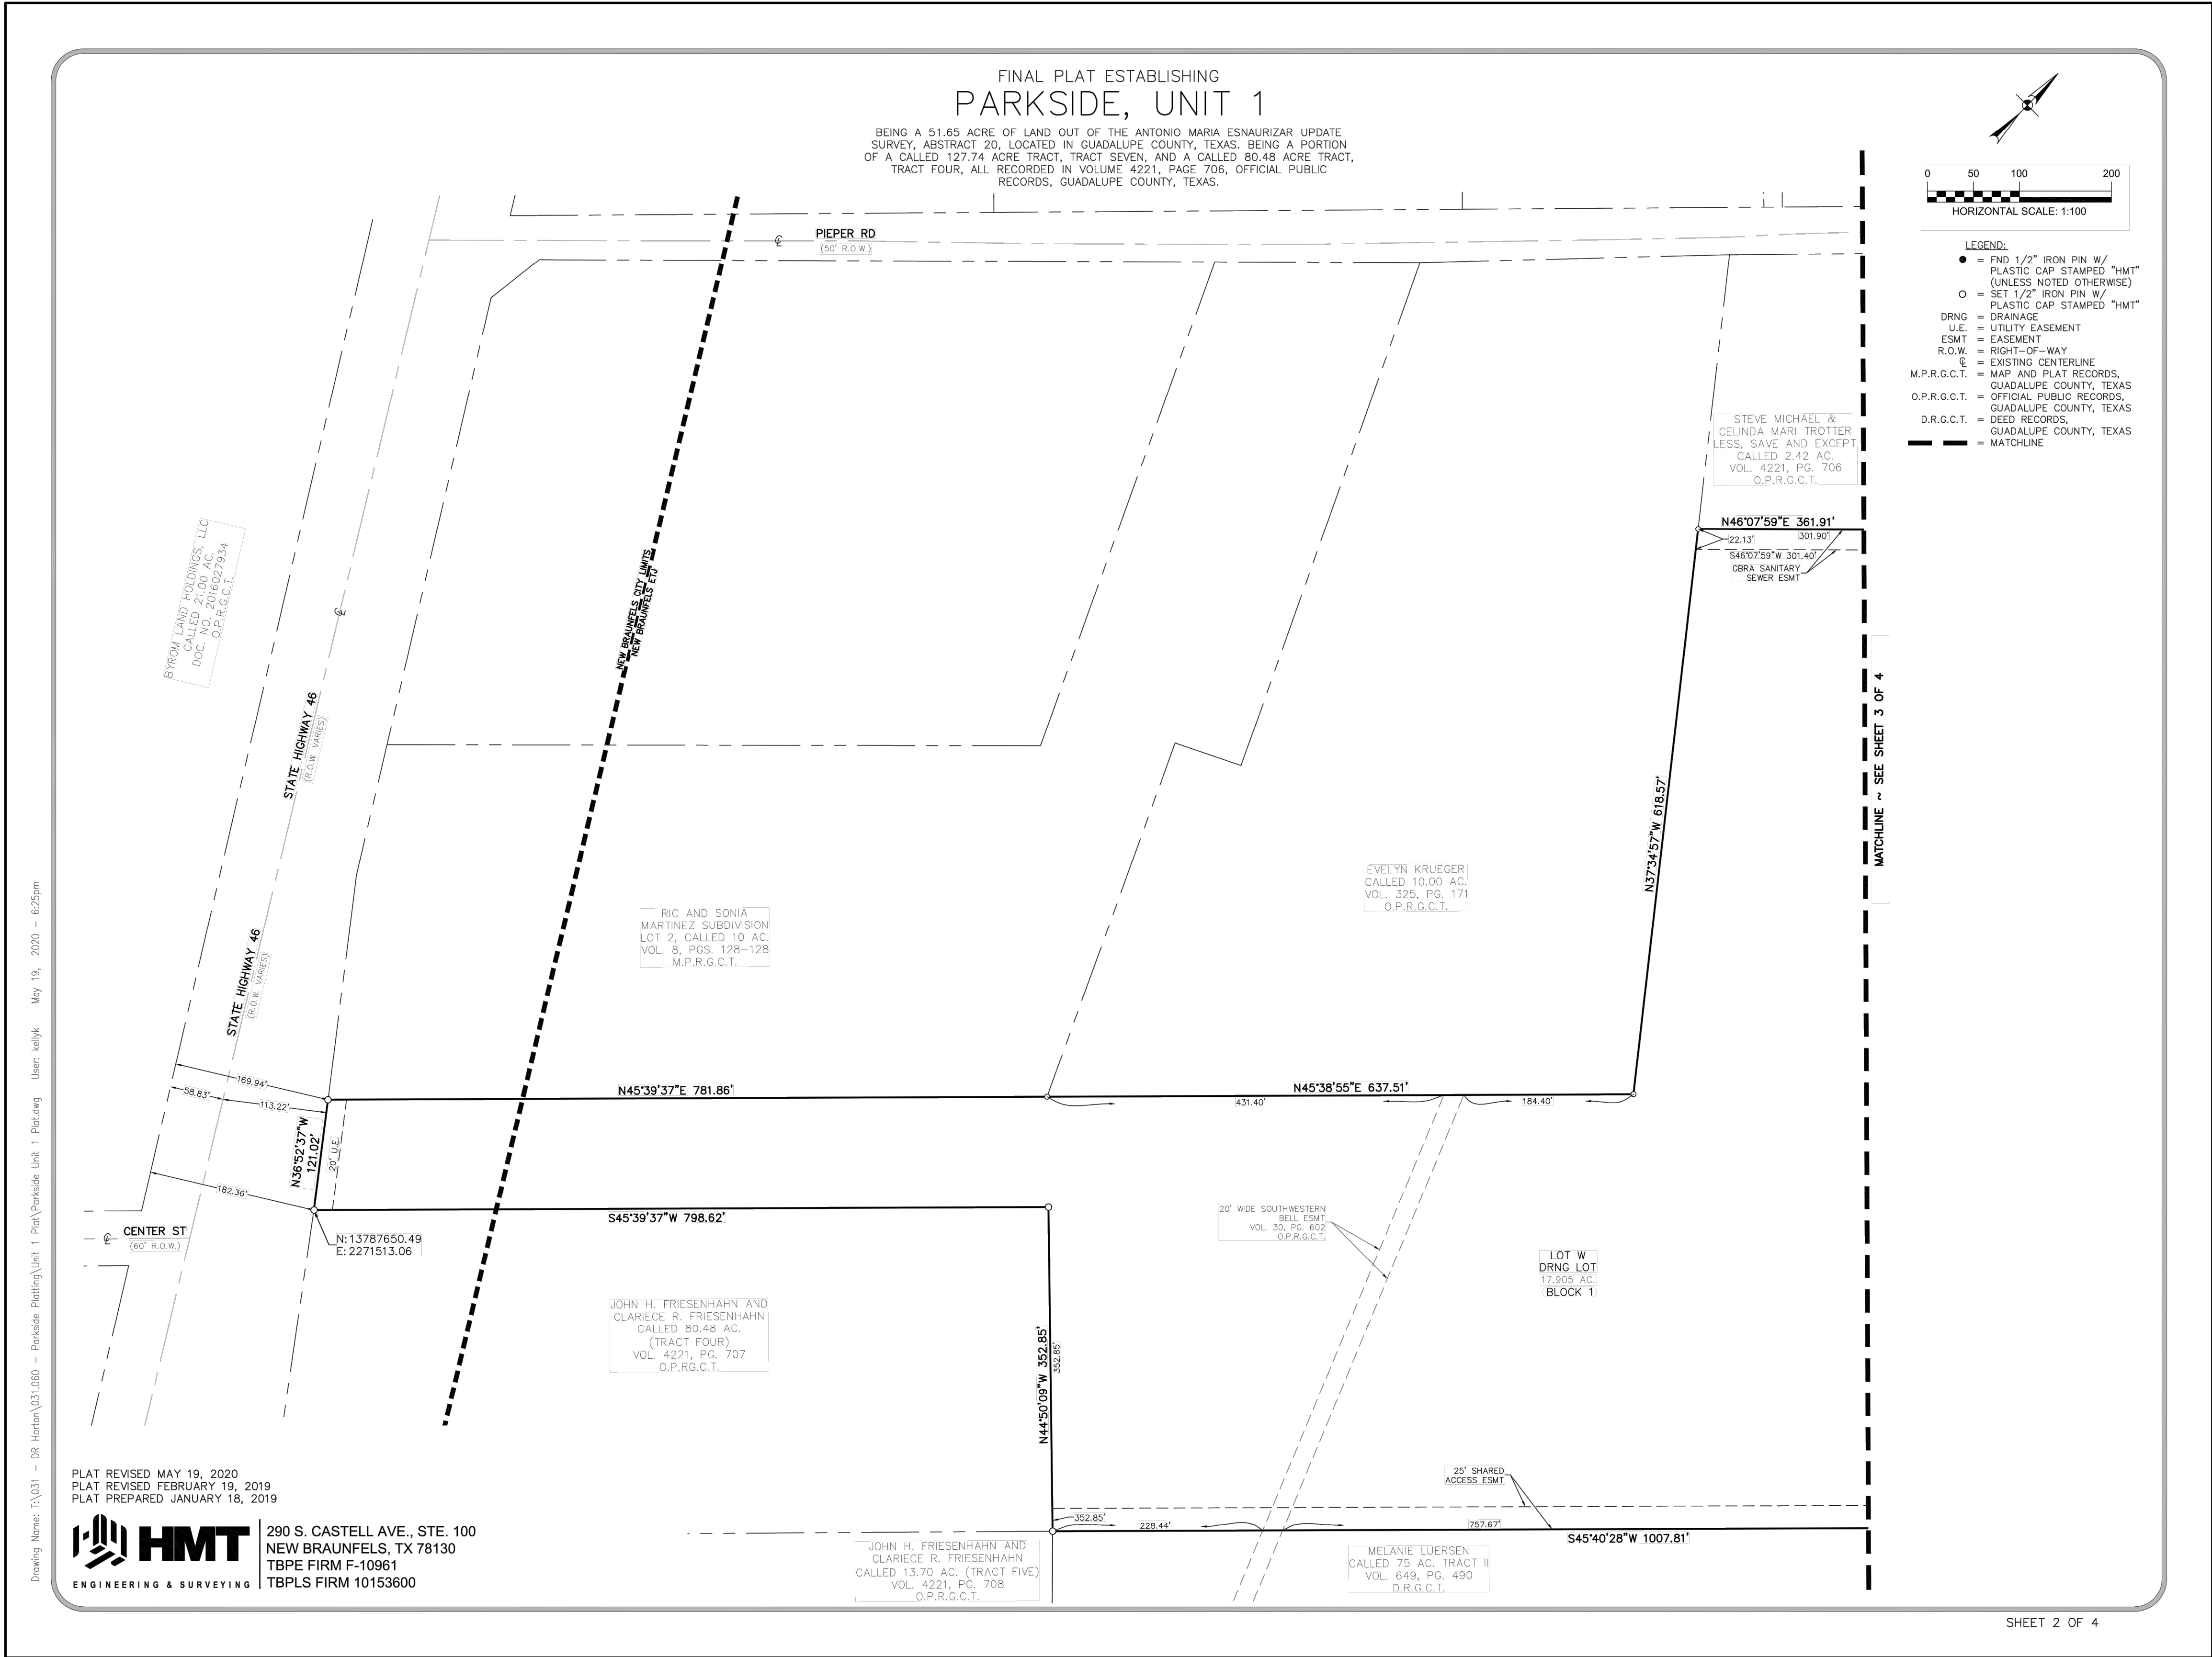 FINAL PLAT ESTABLISHING
PARKSIDE, UNIT 1
BEING A 51.65 ACRE OF LAND OUT OF THE ANTONIO MARIA ESNAURIZAR UPDATE
SURVEY, ABSTRACT 20, LOCATED IN GUADALUPE COUNTY, TEXAS. BEING A PORTION
OF A CALLED 127.74 ACRE TRACT, TRACT SEVEN, AND A CALLED 80.48 ACRE TRACT,
TRACT FOUR, ALL RECORDED IN VOLUME 4221, PAGE 706, OFFICIAL PUBLIC
RECORDS, GUADALUPE COUNTY, TEXAS.
0 50 100 200
HORIZONTAL SCALE: 1:100
LEGEND:
● = FND 1/2" IRON PIN W/
PLASTIC CAP STAMPED "HMT"
(UNLESS NOTED OTHERWISE)
○ = SET 1/2" IRON PIN W/
PLASTIC CAP STAMPED "HMT"
DRNG = DRAINAGE
U.E. = UTILITY EASEMENT
ESMT = EASEMENT
R.O.W. = RIGHT-OF-WAY
℄ = EXISTING CENTERLINE
M.P.R.G.C.T. = MAP AND PLAT RECORDS,
GUADALUPE COUNTY, TEXAS
O.P.R.G.C.T. = OFFICIAL PUBLIC RECORDS,
GUADALUPE COUNTY, TEXAS
D.R.G.C.T. = DEED RECORDS,
GUADALUPE COUNTY, TEXAS
= MATCHLINE
℄
PIEPER RD
(50' R.O.W.)
STEVE MICHAEL &
CELINDA MARI TROTTER
LESS, SAVE AND EXCEPT
CALLED 2.42 AC.
VOL. 4221, PG. 706
O.P.R.G.C.T.
N46°07'59"E 361.91'
22.13'
301.90'
S46°07'59"W 301.40'
GBRA SANITARY
SEWER ESMT
BYROM LAND HOLDINGS, LLC
CALLED 21.00 AC.
DOC. NO. 2016027934
O.P.R.G.C.T.
℄
NEW BRAUNFELS CITY LIMITS
NEW BRAUNFELS ETJ
STATE HIGHWAY 46
(R.O.W. VARIES)
STATE HIGHWAY 46
(R.O.W. VARIES)
MATCHLINE ~ SEE SHEET 3 OF 4
N37°34'57"W 618.57'
EVELYN KRUEGER
CALLED 10.00 AC.
VOL. 325, PG. 171
O.P.R.G.C.T.
RIC AND SONIA
MARTINEZ SUBDIVISION
LOT 2, CALLED 10 AC.
VOL. 8, PGS. 128-128
M.P.R.G.C.T.
169.94'
58.83'
113.22'
N45°39'37"E 781.86'
N45°38'55"E 637.51'
431.40'
184.40'
N36°52'37"W
121.02'
20' U.E.
182.36'
S45°39'37"W 798.62'
℄
CENTER ST
(60' R.O.W.)
N: 13787650.49
E: 2271513.06
20' WIDE SOUTHWESTERN
BELL ESMT
VOL. 30, PG. 602
O.P.R.G.C.T.
LOT W
DRNG LOT
17.905 AC.
(BLOCK 1)
JOHN H. FRIESENHAHN AND
CLARIECE R. FRIESENHAHN
CALLED 80.48 AC.
(TRACT FOUR)
VOL. 4221, PG. 707
O.P.RG.C.T.
N44°50'09"W 352.85'
352.85'
25' SHARED
ACCESS ESMT
352.85'
228.44'
757.67'
S45°40'28"W 1007.81'
JOHN H. FRIESENHAHN AND
CLARIECE R. FRIESENHAHN
CALLED 13.70 AC. (TRACT FIVE)
VOL. 4221, PG. 708
O.P.R.G.C.T.
MELANIE LUERSEN
CALLED 75 AC. TRACT II
VOL. 649, PG. 490
D.R.G.C.T.
PLAT REVISED MAY 19, 2020
PLAT REVISED FEBRUARY 19, 2019
PLAT PREPARED JANUARY 18, 2019
HMT
ENGINEERING & SURVEYING
290 S. CASTELL AVE., STE. 100
NEW BRAUNFELS, TX 78130
TBPE FIRM F-10961
TBPLS FIRM 10153600
SHEET 2 OF 4
Drawing Name: T:\031 - DR Horton\031.060 - Parkside Platting\Unit 1 Plat\Parkside Unit 1 Plat.dwg User: kellyk May 19, 2020 - 6:25pm